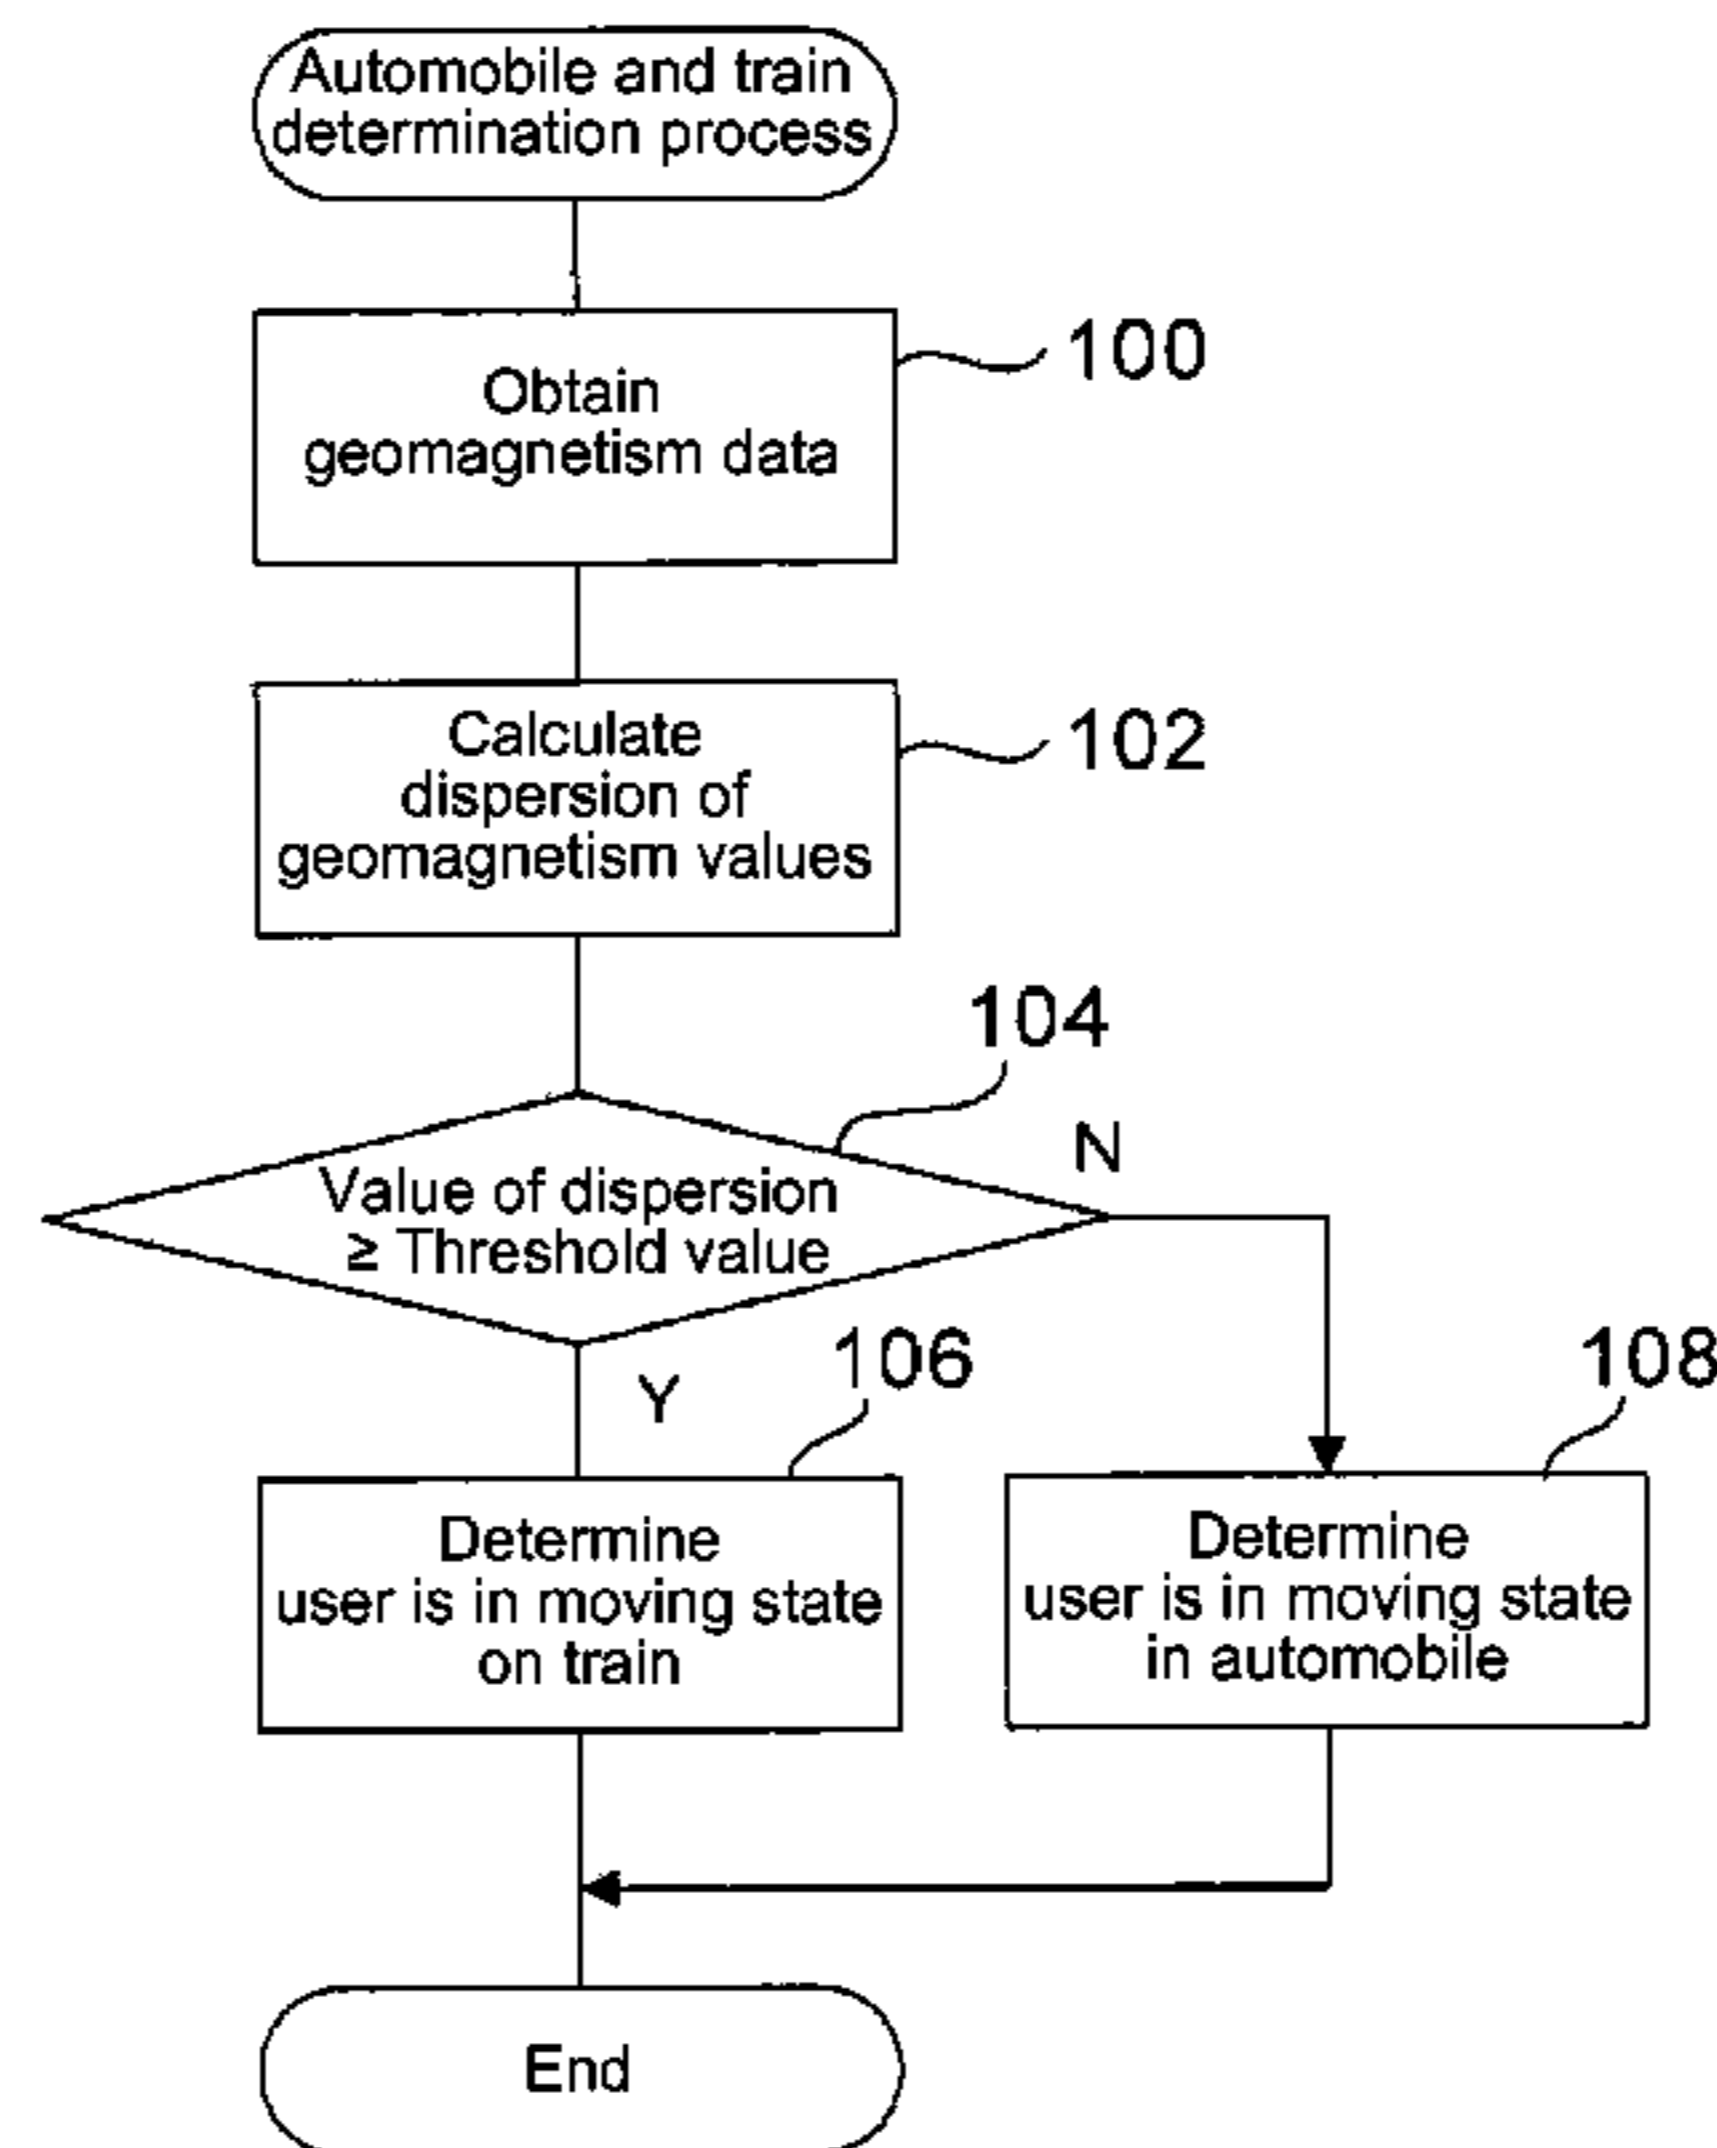 Automobile and train
determination process
Obtain
geomagnetism data
100
Calculate
dispersion of
geomagnetism values
102
104
Value of dispersion
≥ Threshold value
N
Y
106
108
Determine
user is in moving state
on train
Determine
user is in moving state
in automobile
End